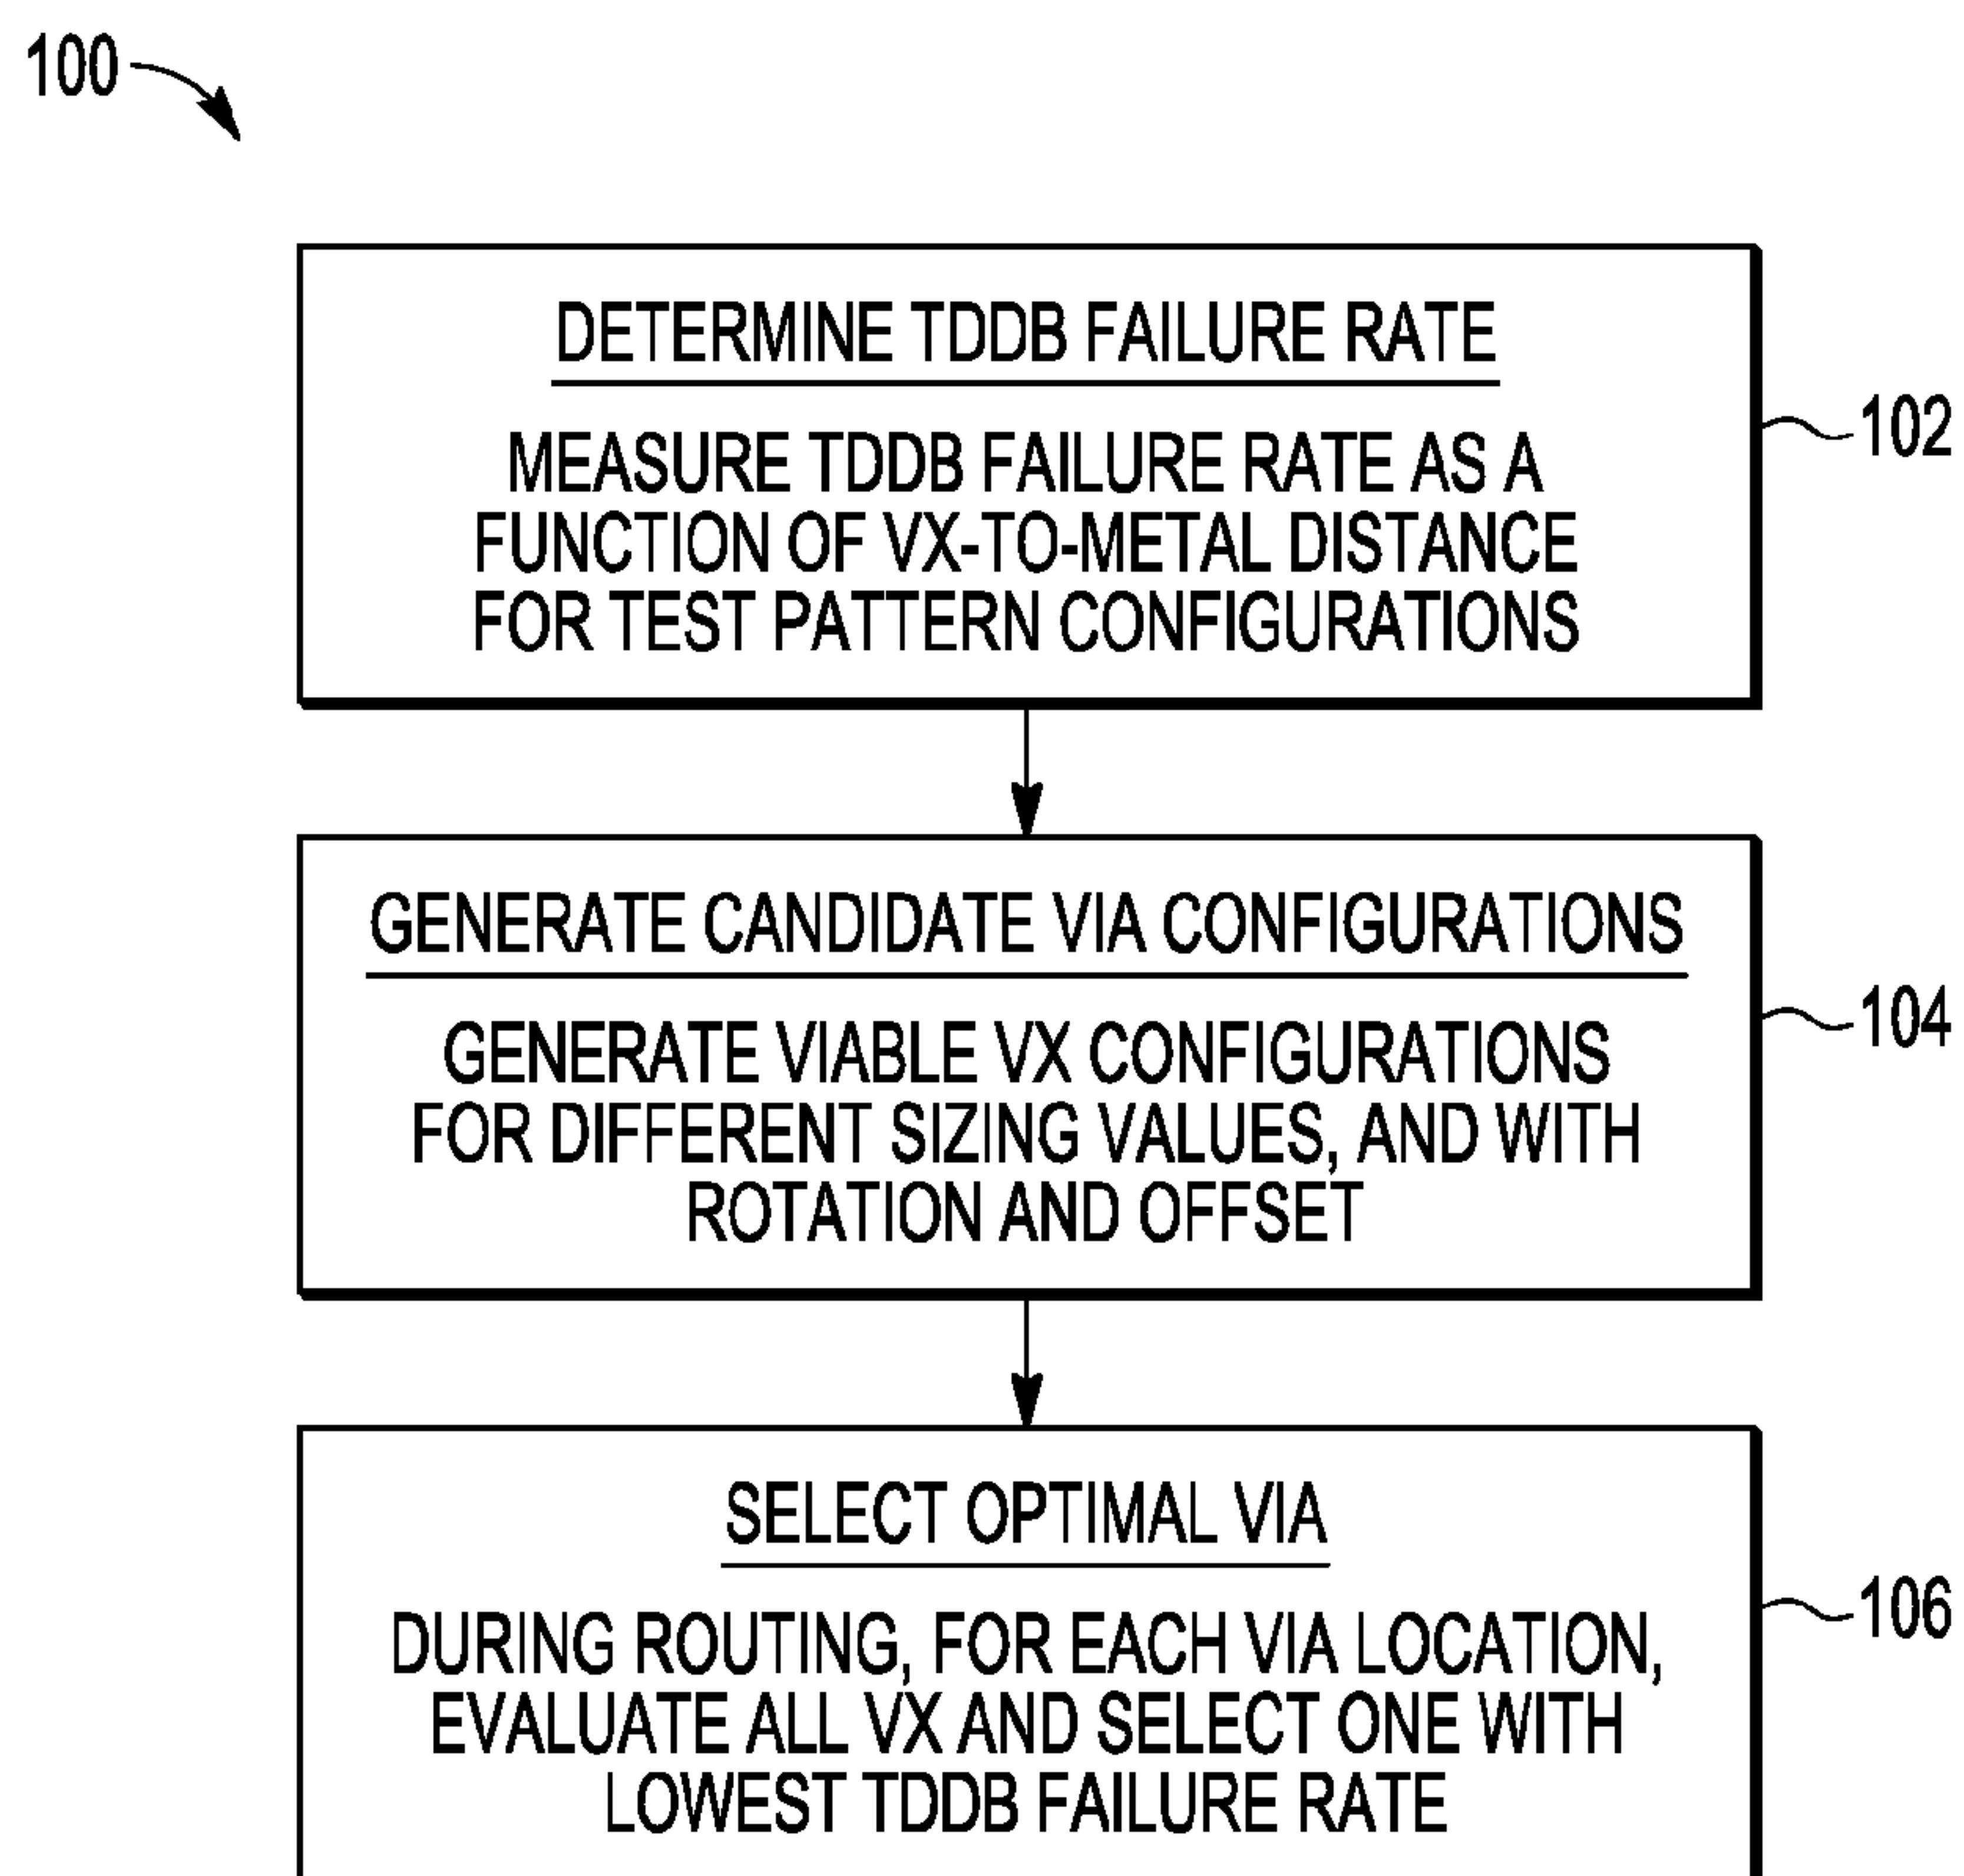 100
DETERMINE TDDB FAILURE RATE
MEASURE TDDB FAILURE RATE AS A
FUNCTION OF VX-TO-METAL DISTANCE
FOR TEST PATTERN CONFIGURATIONS
102
GENERATE CANDIDATE VIA CONFIGURATIONS
GENERATE VIABLE VX CONFIGURATIONS
FOR DIFFERENT SIZING VALUES, AND WITH
ROTATION AND OFFSET
104
SELECT OPTIMAL VIA
DURING ROUTING, FOR EACH VIA LOCATION,
EVALUATE ALL VX AND SELECT ONE WITH
LOWEST TDDB FAILURE RATE
106